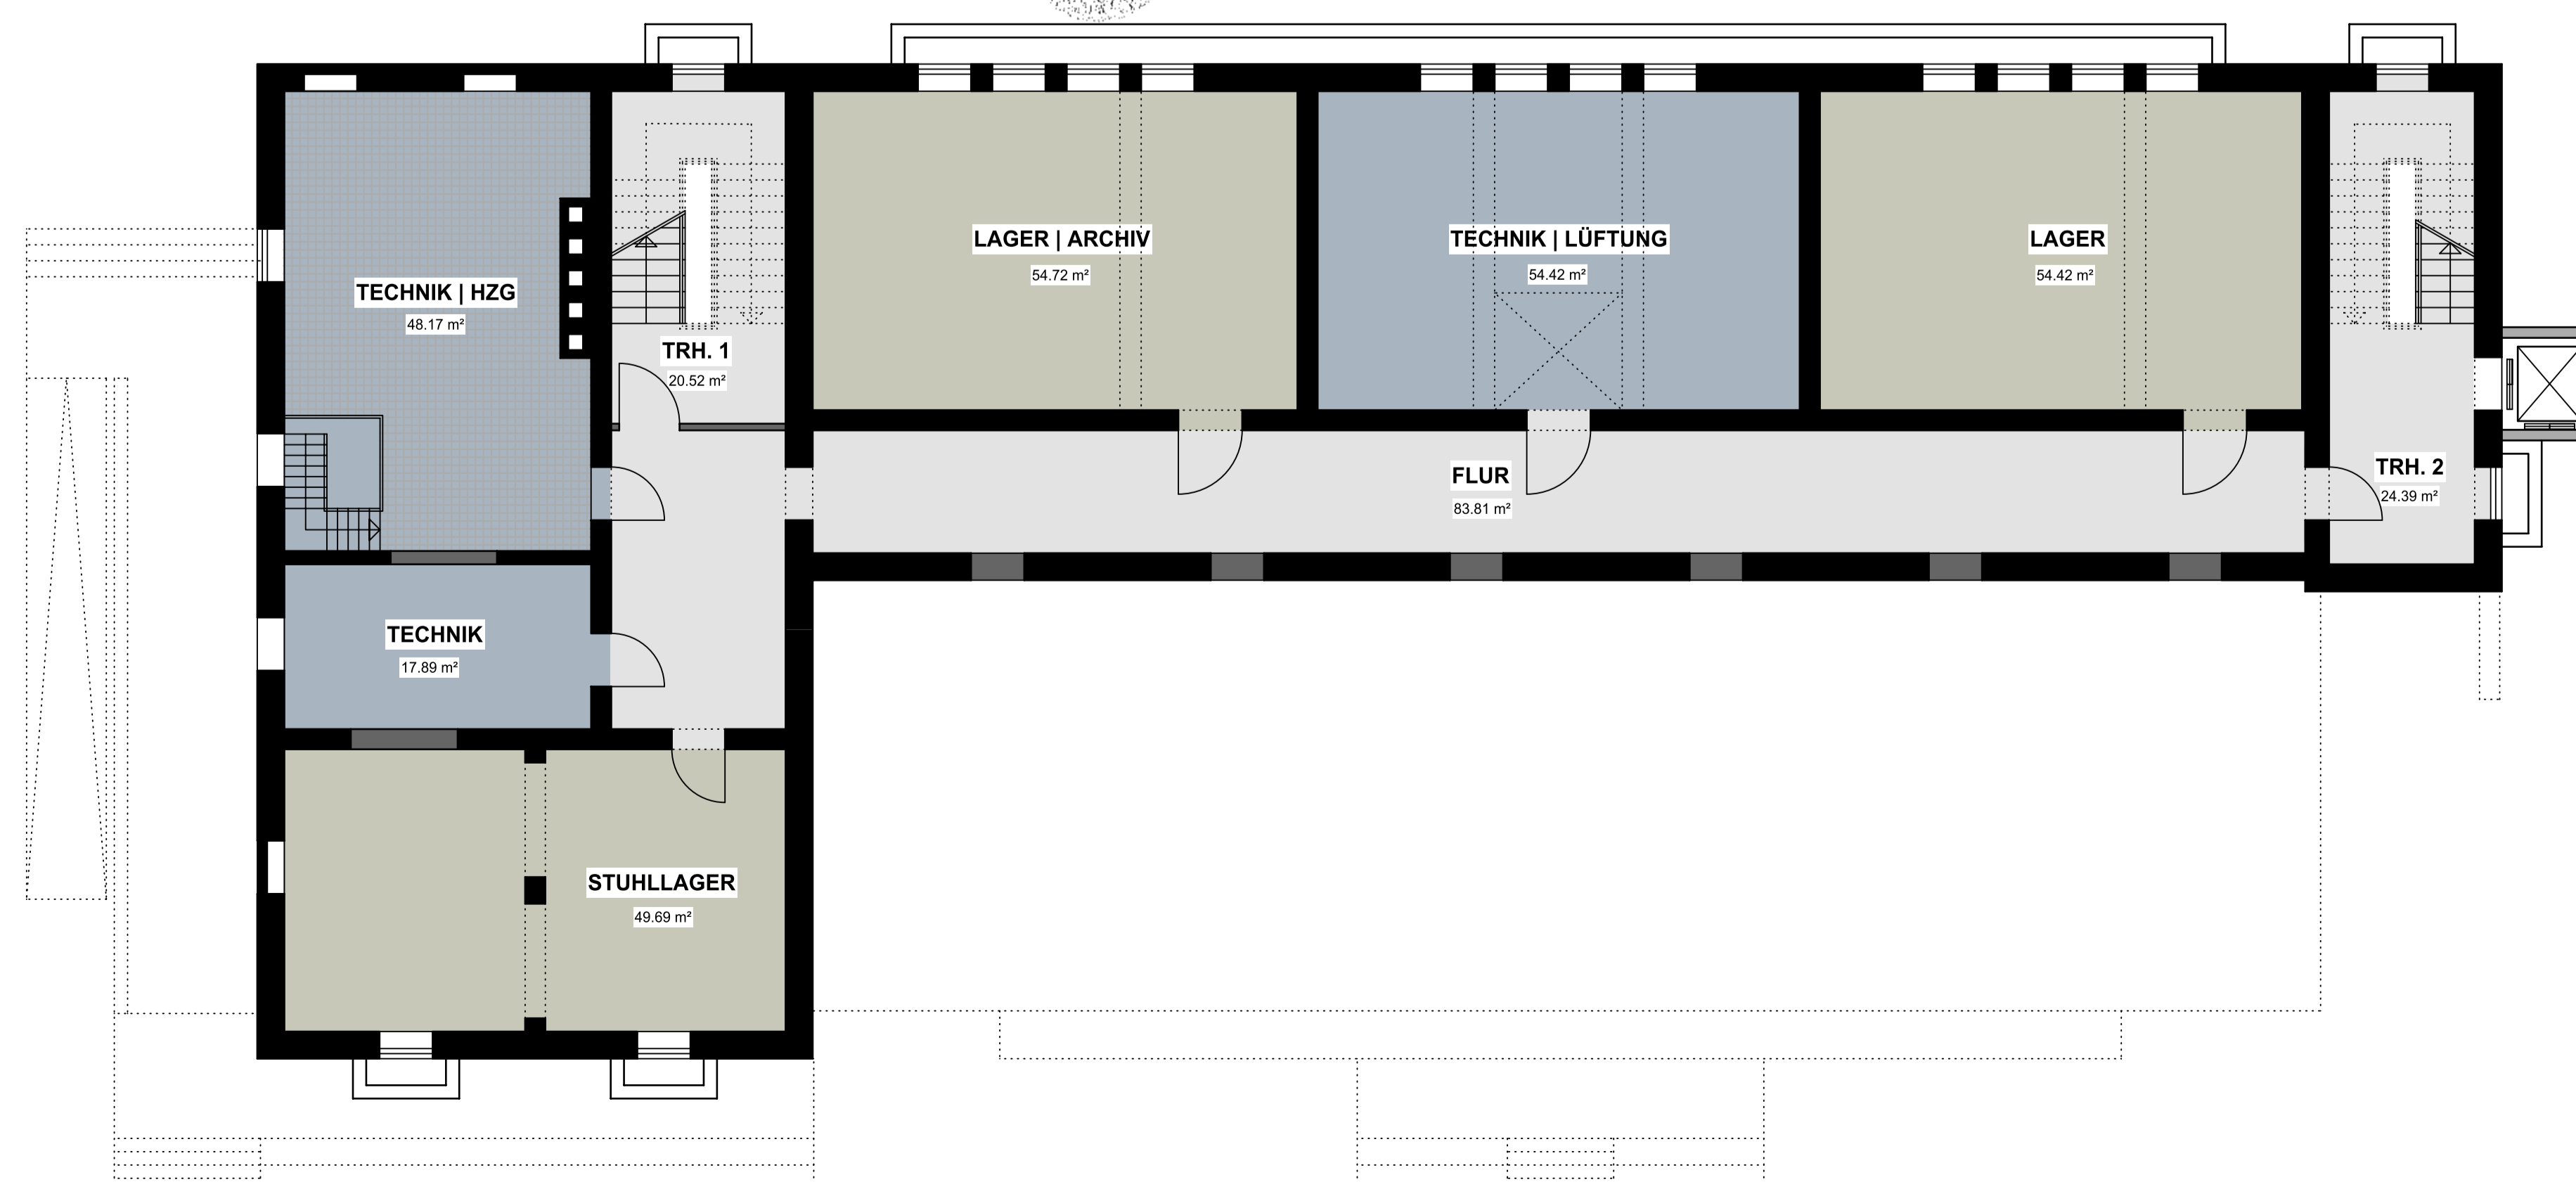 LAGER | ARCHIV
54.72 m²
TECHNIK | LÜFTUNG
54.42 m²
LAGER
54.42 m²
TECHNIK | HZG
48.17 m²
TRH. 1
20.52 m²
FLUR
83.81 m²
TRH. 2
24.39 m²
TECHNIK
17.89 m²
STUHLLAGER
49.69 m²